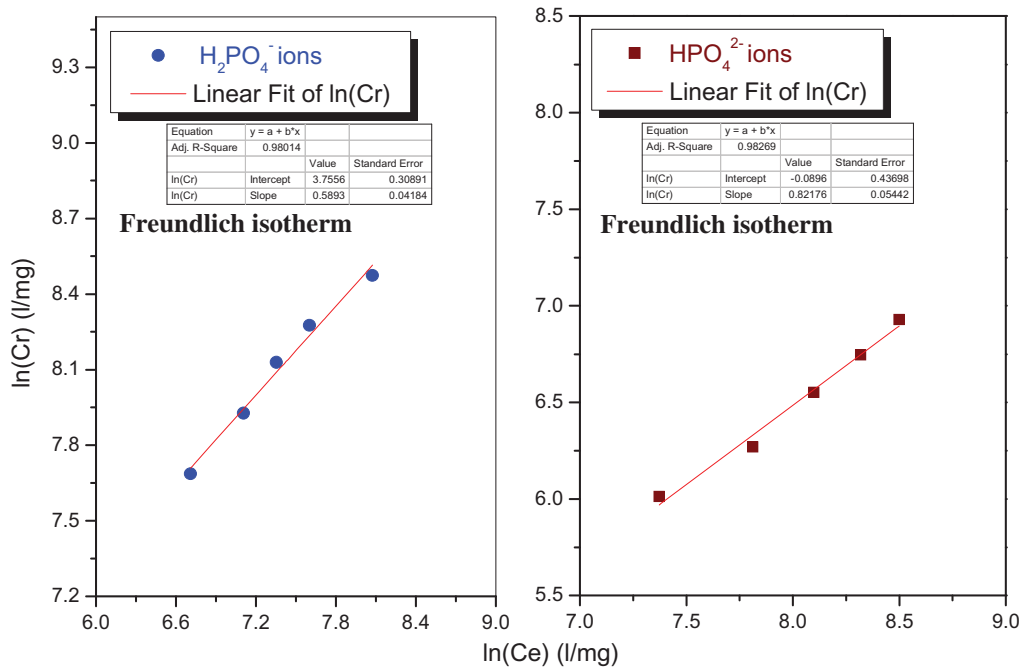 H₂PO₄⁻ ions
Linear Fit of ln(Cr)
Equation y = a + b*x
Adj. R-Square 0.98014
Value Standard Error
ln(Cr) Intercept 3.7556 0.30891
ln(Cr) Slope 0.5893 0.04184
Freundlich isotherm
ln(Cr) (l/mg)
9.3
9.0
8.7
8.4
8.1
7.8
7.5
7.2
6.0 6.6 7.2 7.8 8.4 9.0
HPO₄²⁻ ions
Linear Fit of ln(Cr)
Equation y = a + b*x
Adj. R-Square 0.98269
Value Standard Error
ln(Cr) Intercept -0.0896 0.43698
ln(Cr) Slope 0.82176 0.05442
Freundlich isotherm
8.5
8.0
7.5
7.0
6.5
6.0
5.5
7.0 7.5 8.0 8.5 9.0
ln(Ce) (l/mg)